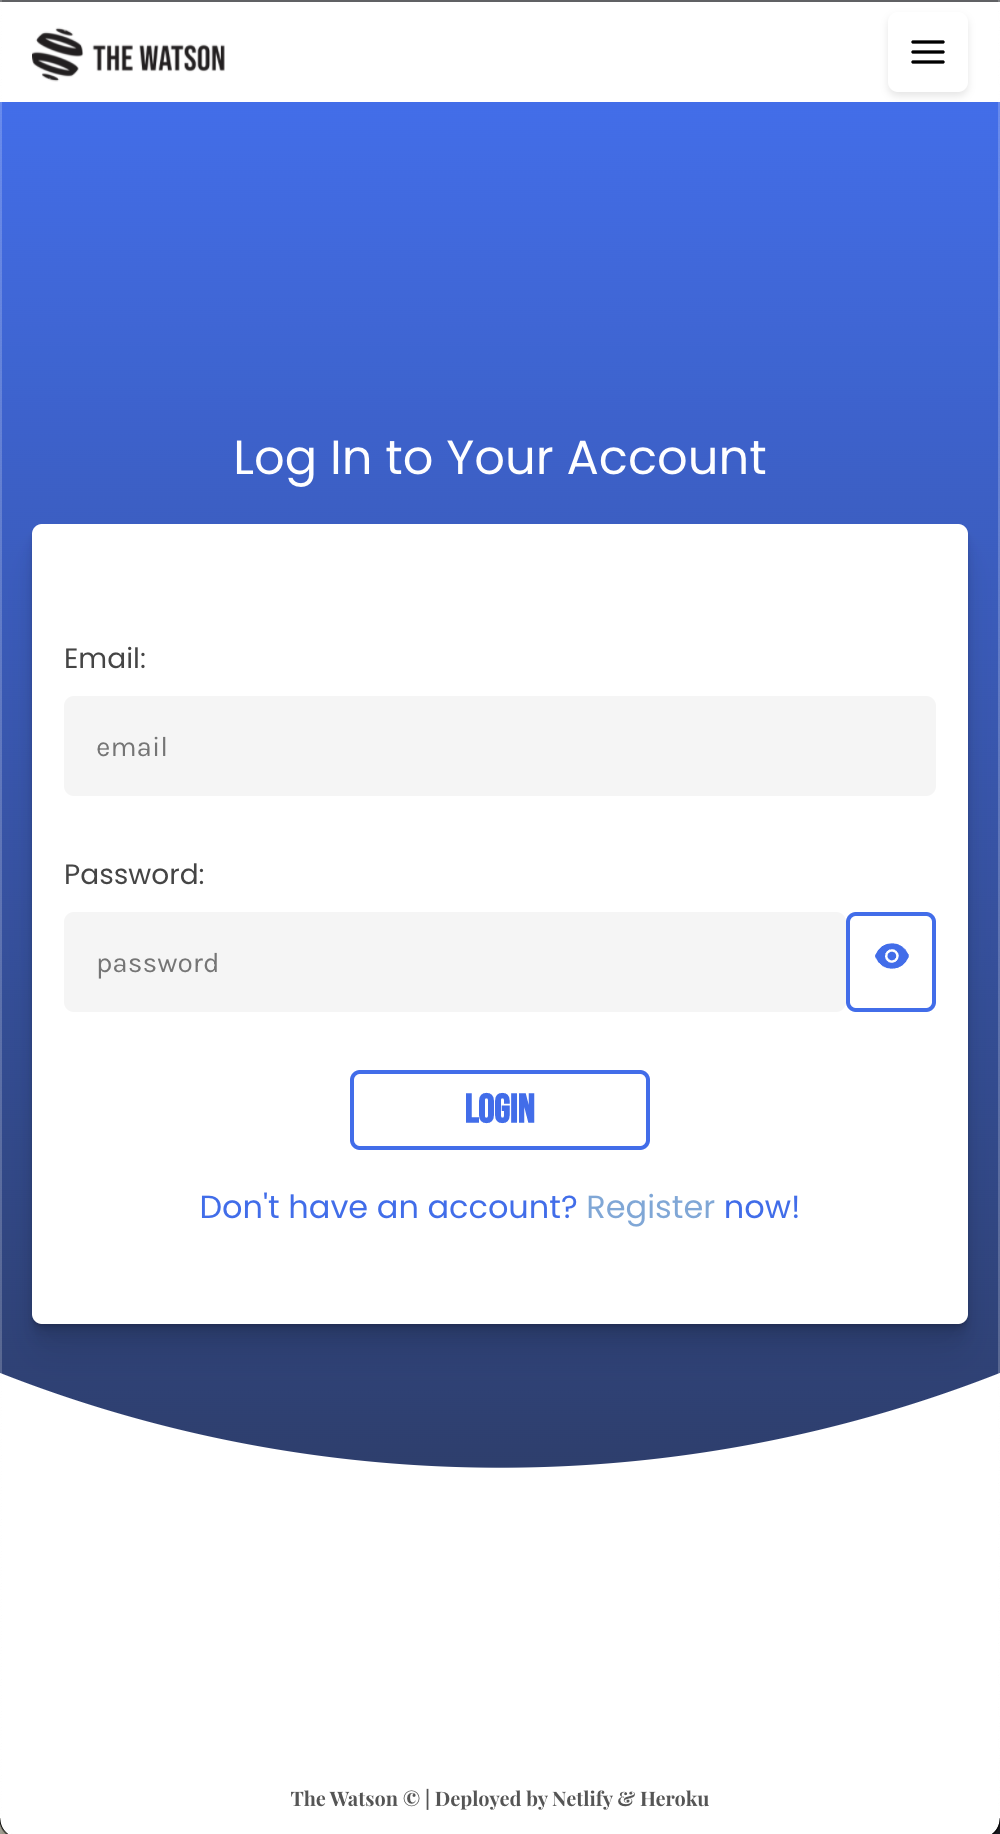 THE WATSON
Log In to Your Account
Email:
email
Password:
password
LOGIN
Don't have an account? Register now!
The Watson © | Deployed by Netlify & Heroku